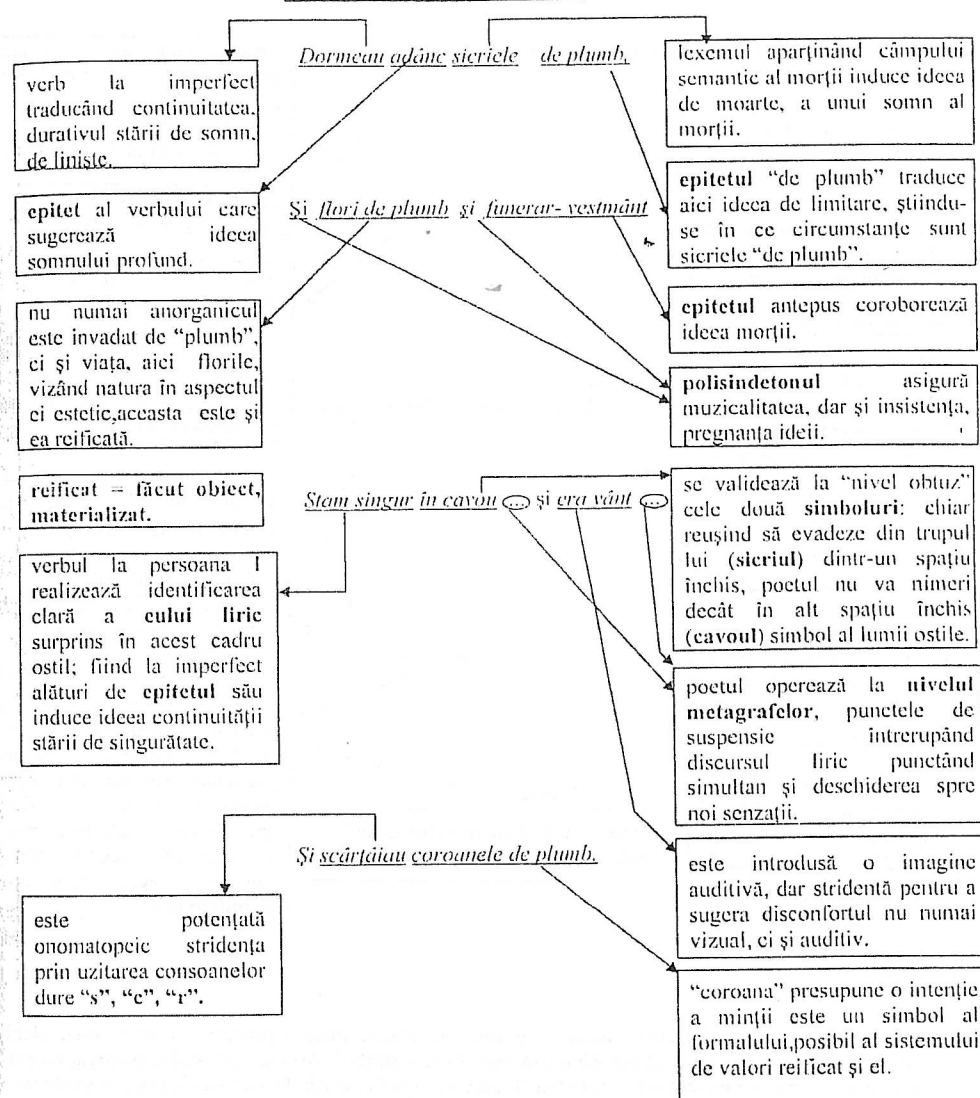 Dormeau adânc sicriele de plumb,
verb la imperfect
traducând continuitatea,
durativul stării de somn,
de liniște.
lexemul aparținând câmpului
semantic al morții induce ideea
de moarte, a unui somn al
morții.
epitet al verbului care
sugerează ideea
somnului profund.
Și flori de plumb și funerar- vestmânt
epitetul “de plumb” traduce
aici ideea de limitare, știindu-
se în ce circumstanțe sunt
sicriele “de plumb”.
nu numai anorganicul
este invadat de “plumb”,
ci și viața, aici florile,
vizând natura în aspectul
ei estetic,aceasta este și
ea reificată.
epitetul antepus coroborează
ideea morții.
polisindetonul asigură
muzicalitatea, dar și insistența,
pregnanța ideii.
reificat = făcut obiect,
materializat.
Stam singur în cavou ... și era vânt ...
se validează la “nivel obtuz”
cele două simboluri: chiar
reușind să evadeze din trupul
lui (sicriul) dintr-un spațiu
închis, poetul nu va nimeri
decât în alt spațiu închis
(cavoul) simbol al lumii ostile.
verbul la persoana I
realizează identificarea
clară a eului liric
surprins în acest cadru
ostil; fiind la imperfect
alături de epitetul său
induce ideea continuității
stării de singurătate.
poetul operează la nivelul
metagrafelor, punctele de
suspensie întrerupând
discursul liric punctând
simultan și deschiderea spre
noi senzații.
Și scârțâiau coroanele de plumb.
este introdusă o imagine
auditivă, dar stridentă pentru a
sugera disconfortul nu numai
vizual, ci și auditiv.
este potențată
onomatopeic stridența
prin uzitarea consoanelor
dure “s”, “c”, “r”.
“coroana” presupune o intenție
a minții este un simbol al
formalului,posibil al sistemului
de valori reificat și el.